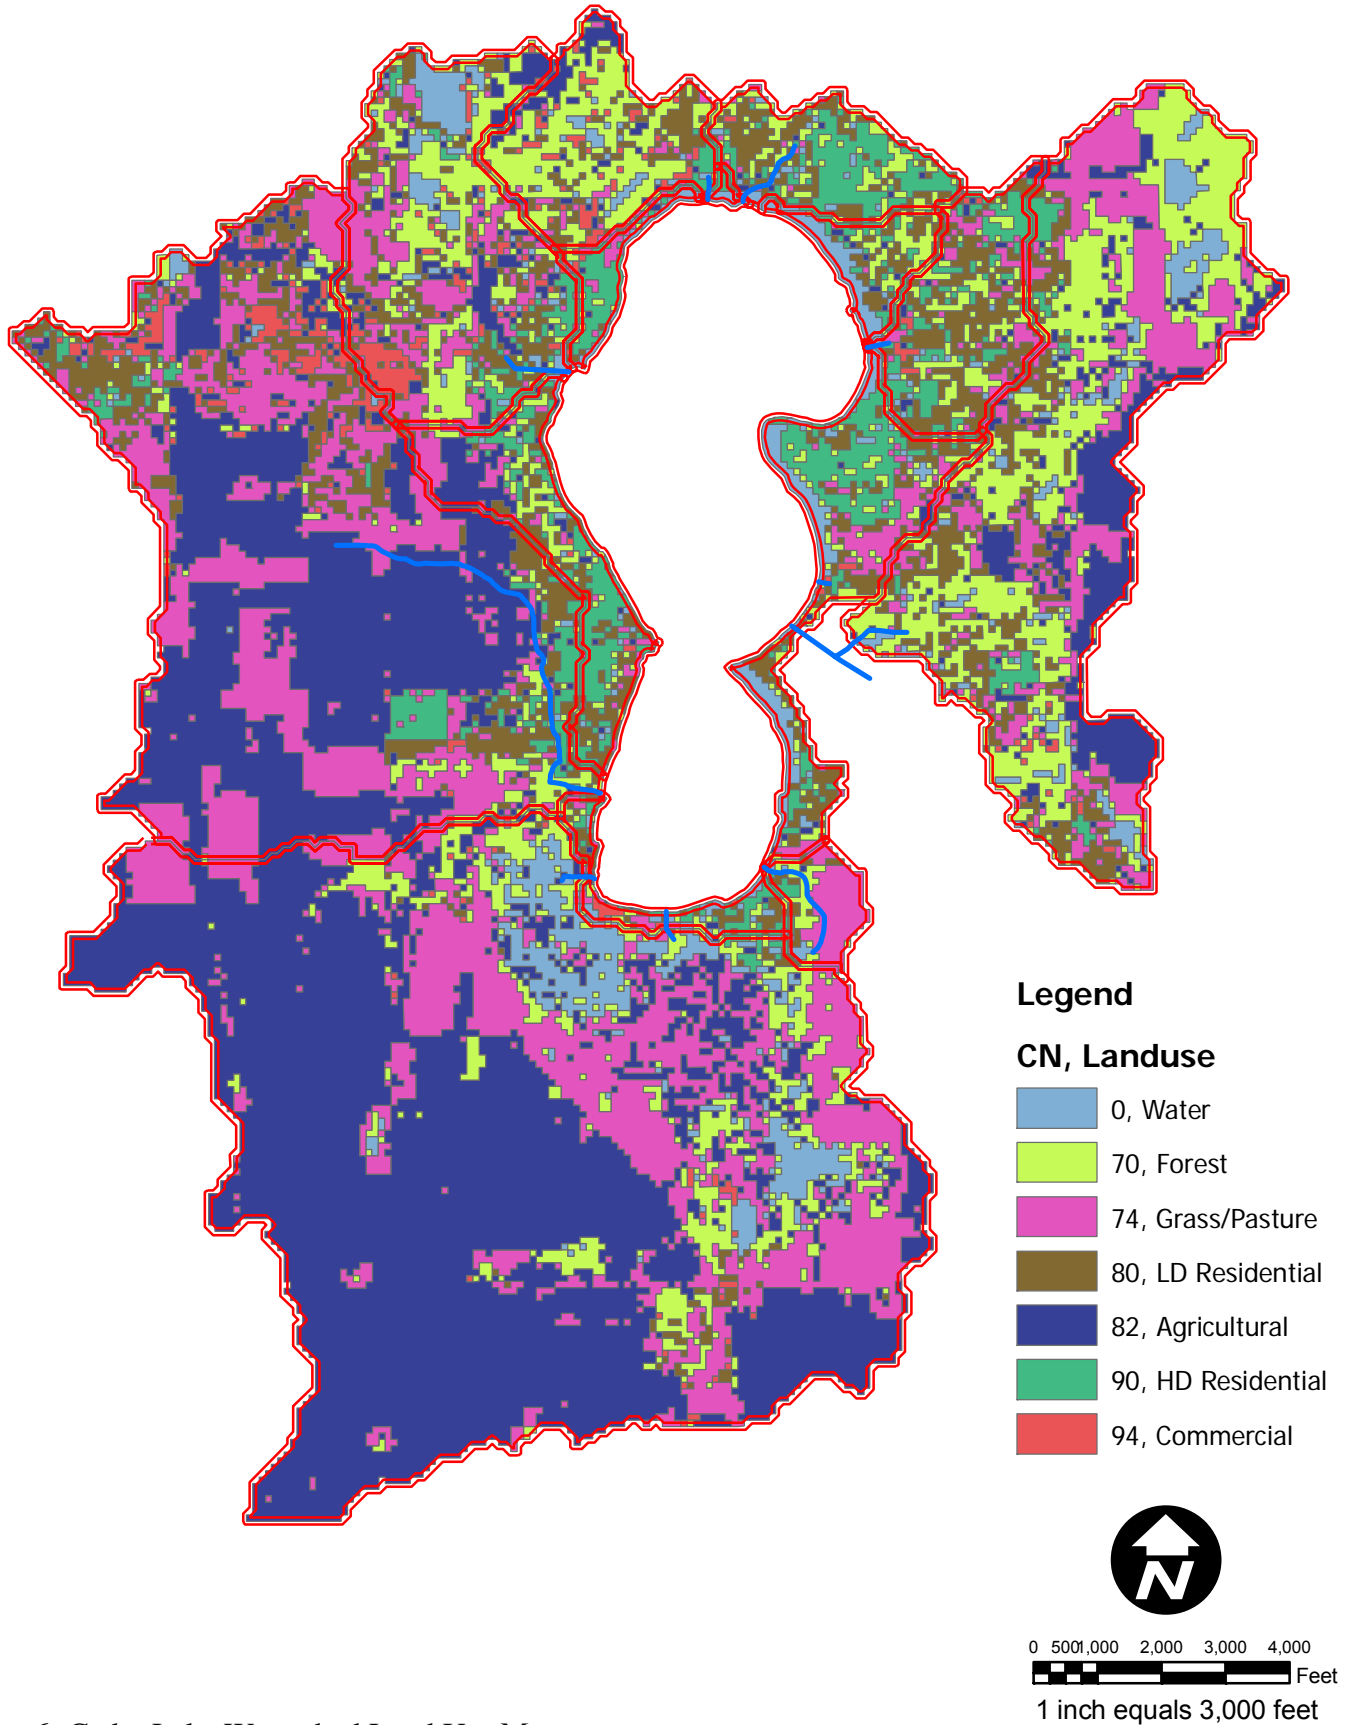 Legend
CN, Landuse
0, Water
70, Forest
74, Grass/Pasture
80, LD Residential
82, Agricultural
90, HD Residential
94, Commercial
N
0 500 1,000 2,000 3,000 4,000
Feet
1 inch equals 3,000 feet